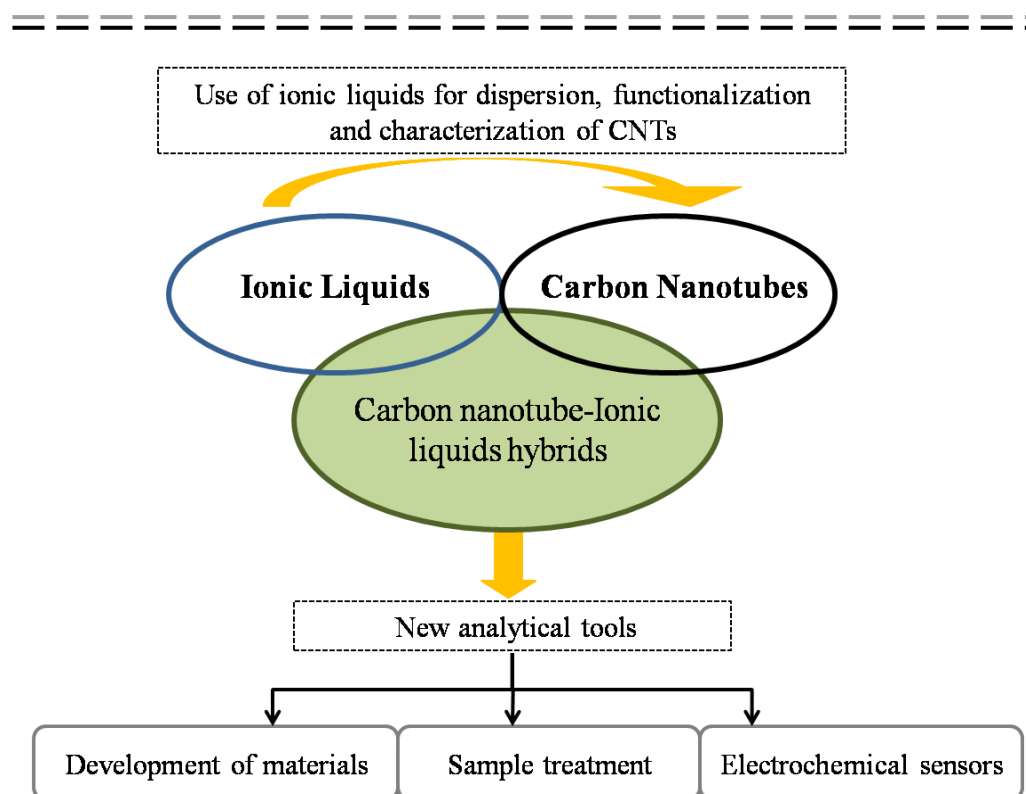 Use of ionic liquids for dispersion, functionalization
and characterization of CNTs
Ionic Liquids
Carbon Nanotubes
Carbon nanotube-Ionic
liquids hybrids
New analytical tools
Development of materials
Sample treatment
Electrochemical sensors